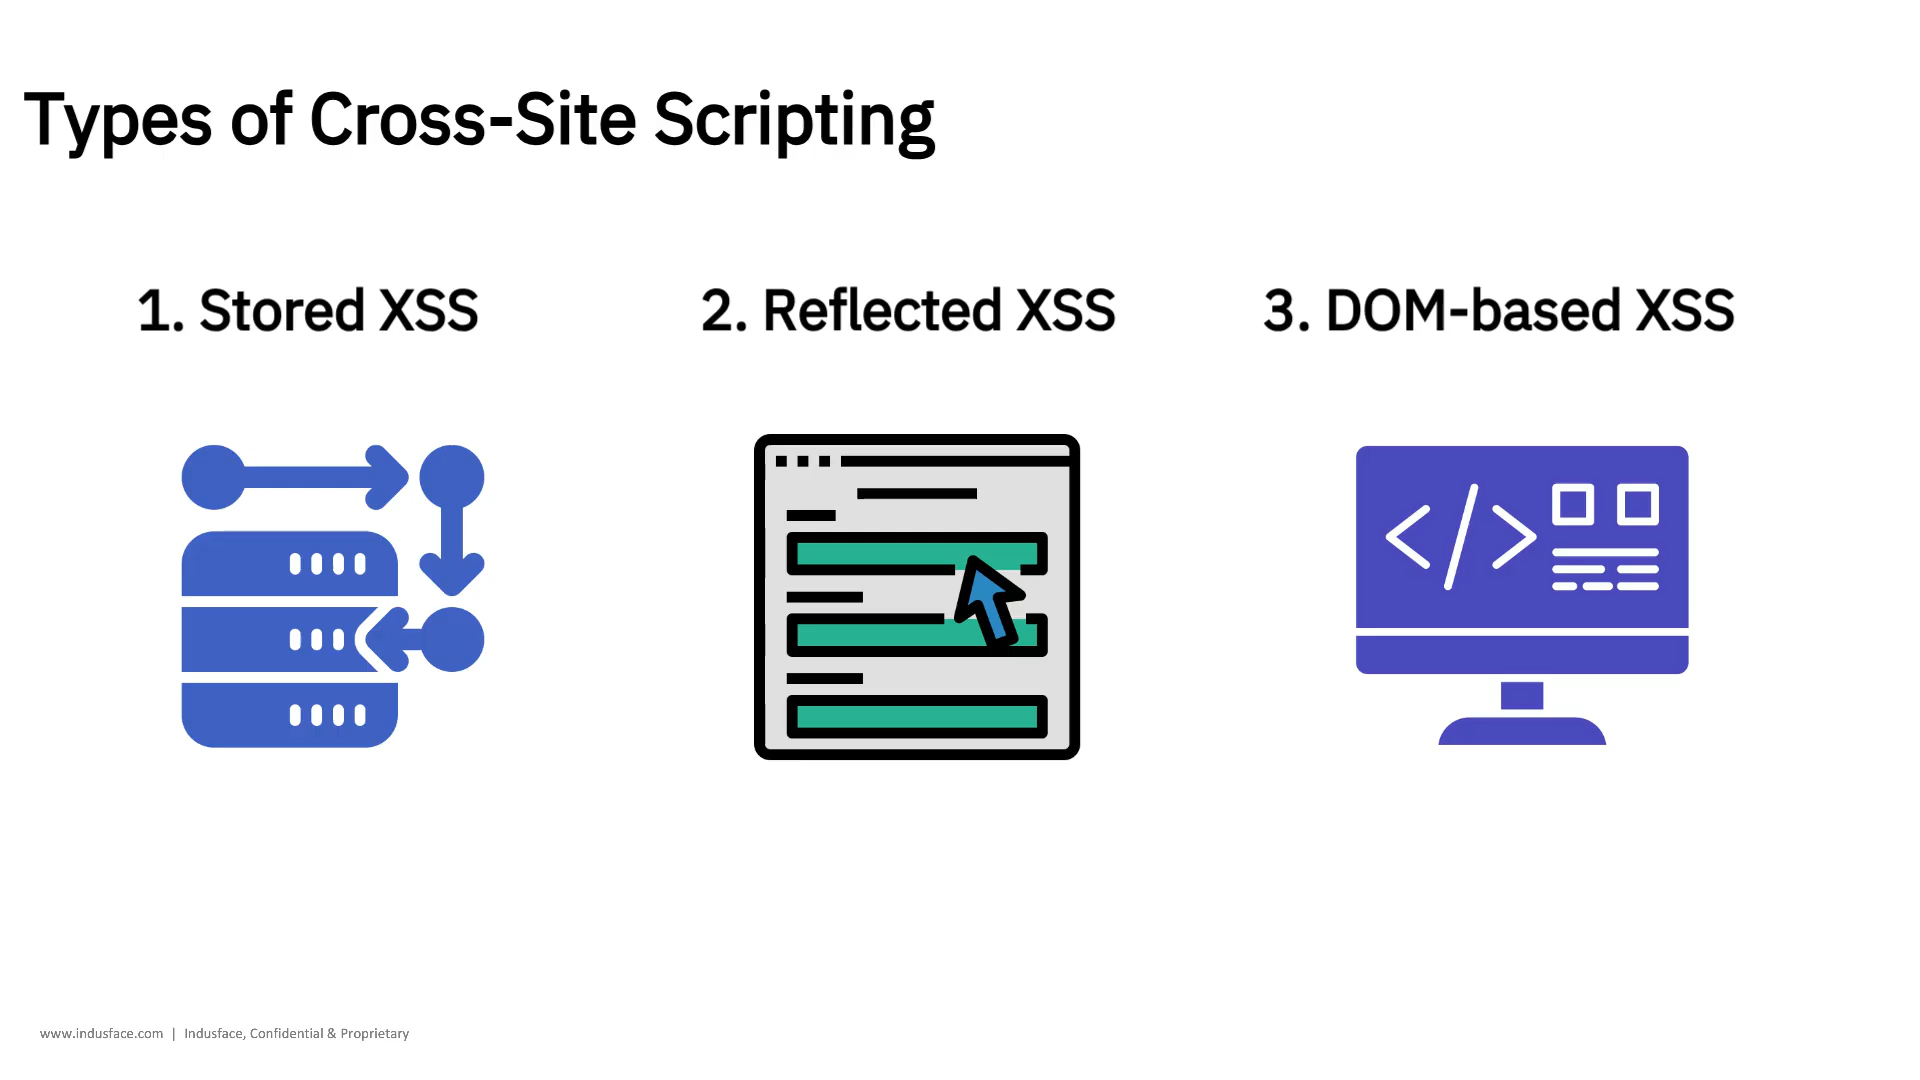 Types of Cross-Site Scripting
1. Stored XSS
2. Reflected XSS
3. DOM-based XSS
</>
www.indusface.com | Indusface, Confidential & Proprietary